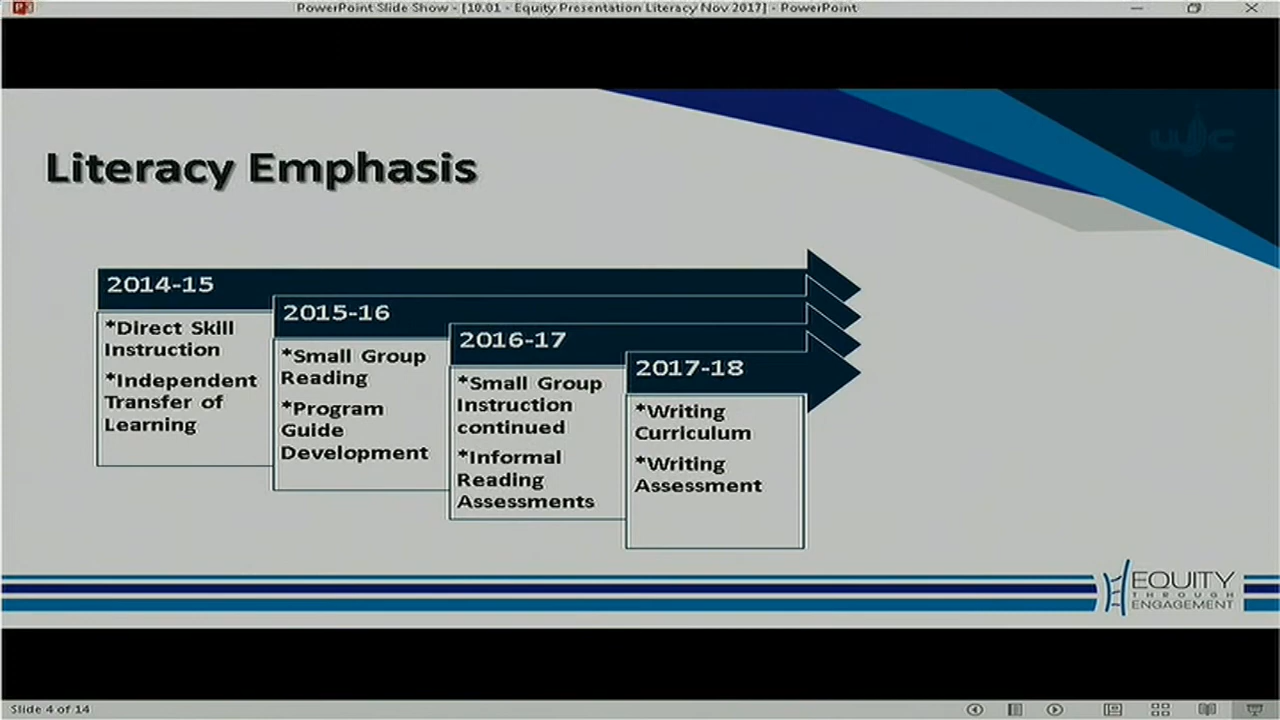 PowerPoint Slide Show - [10.01 - Equity Presentation Literacy Nov 2017] - PowerPoint
Literacy Emphasis
2014-15
*Direct Skill
Instruction
*Independent
Transfer of
Learning
2015-16
*Small Group
Reading
*Program
Guide
Development
2016-17
*Small Group
Instruction
continued
*Informal
Reading
Assessments
2017-18
*Writing
Curriculum
*Writing
Assessment
EQUITY
THROUGH
ENGAGEMENT
Slide 4 of 14